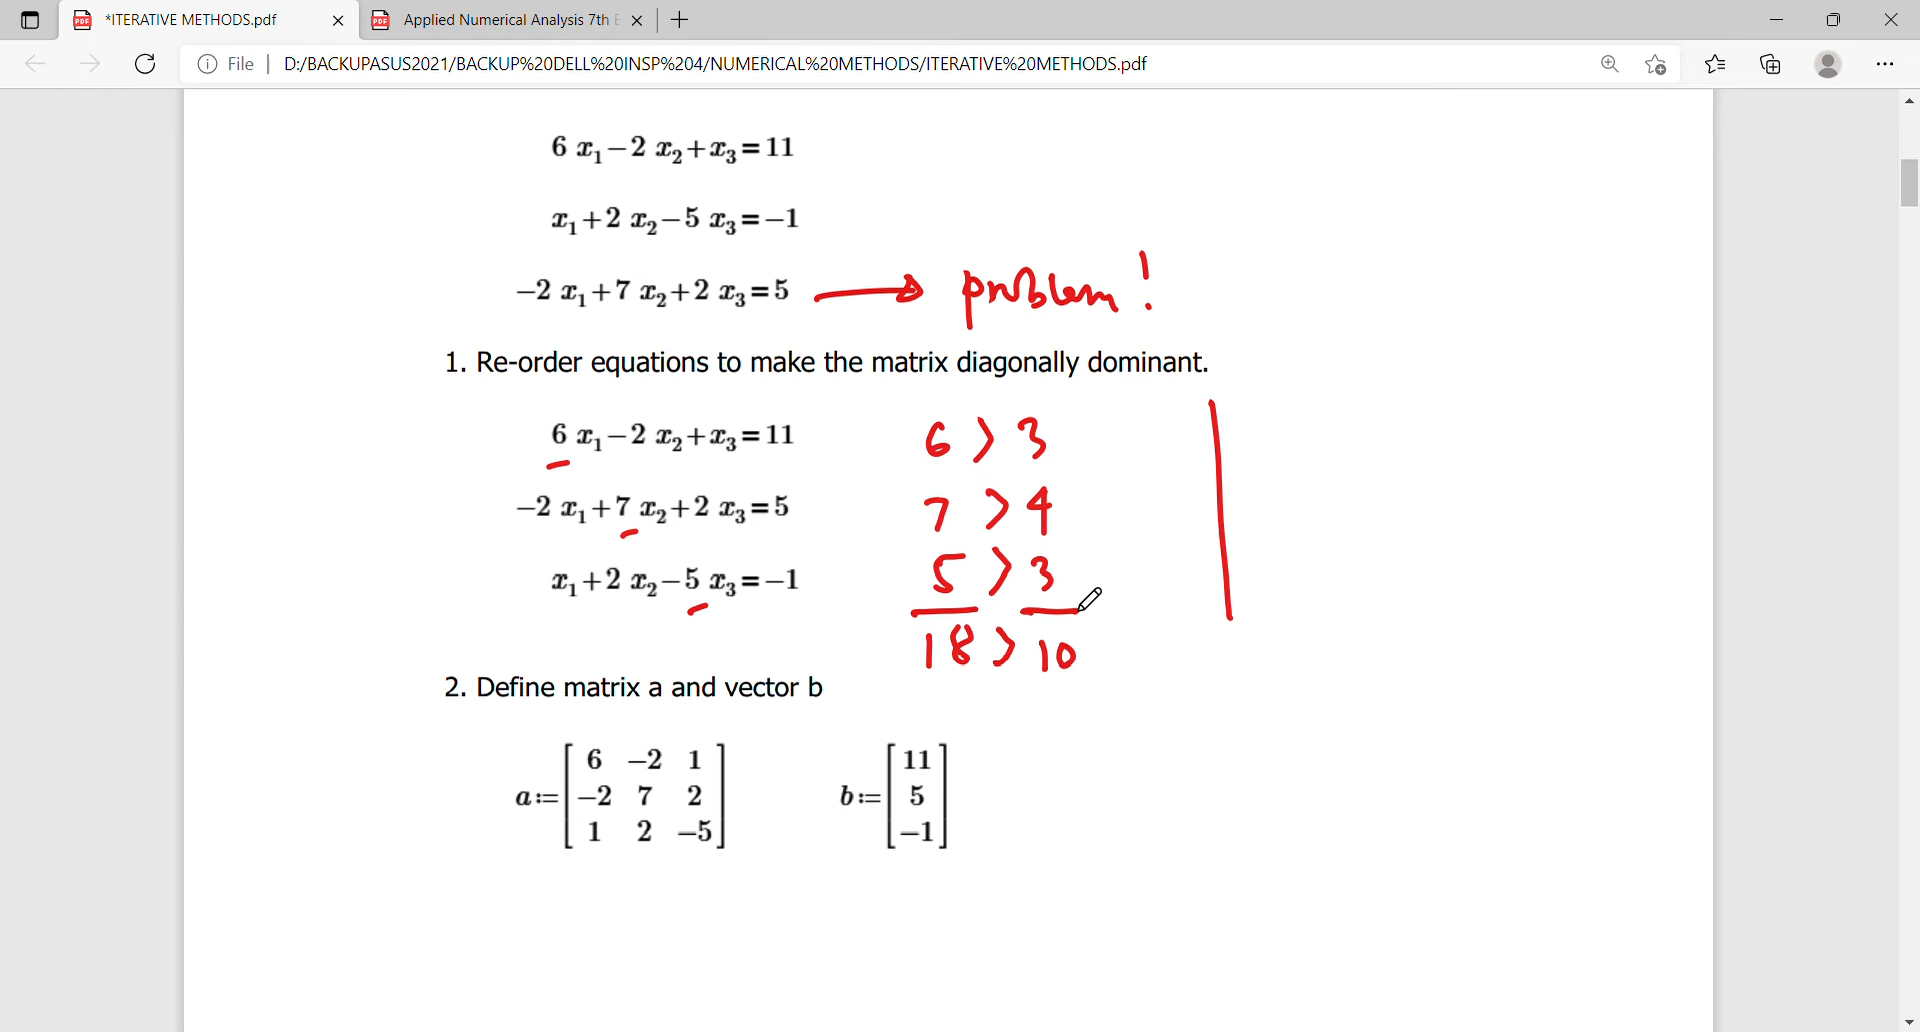 *ITERATIVE METHODS.pdf
Applied Numerical Analysis 7th E
File | D:/BACKUPASUS2021/BACKUP%20DELL%20INSP%204/NUMERICAL%20METHODS/ITERATIVE%20METHODS.pdf
6 x₁−2 x₂+x₃=11
x₁+2 x₂−5 x₃=−1
−2 x₁+7 x₂+2 x₃=5 → problem!
1. Re-order equations to make the matrix diagonally dominant.
6 x₁−2 x₂+x₃=11 6 > 3
−2 x₁+7 x₂+2 x₃=5 7 > 4
x₁+2 x₂−5 x₃=−1 5 > 3
18 > 10
2. Define matrix a and vector b
6 −2 1 11
a:= −2 7 2 b:= 5
1 2 −5 −1